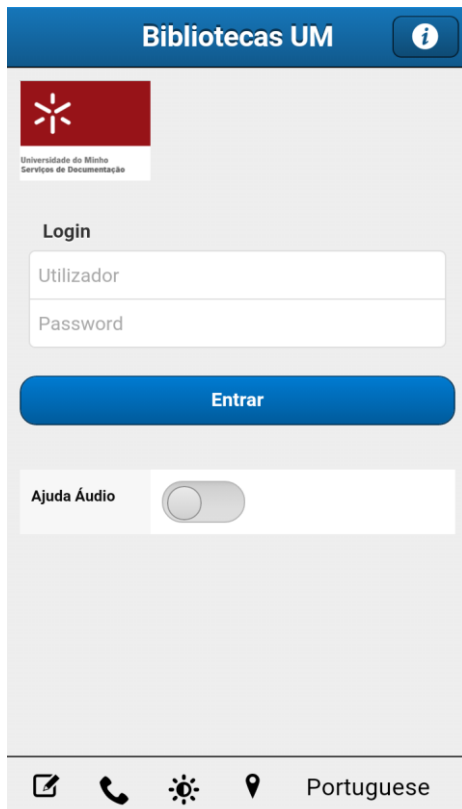 Bibliotecas UM
Universidade do Minho
Serviços de Documentação
Login
Utilizador
Password
Entrar
Ajuda Áudio
Portuguese